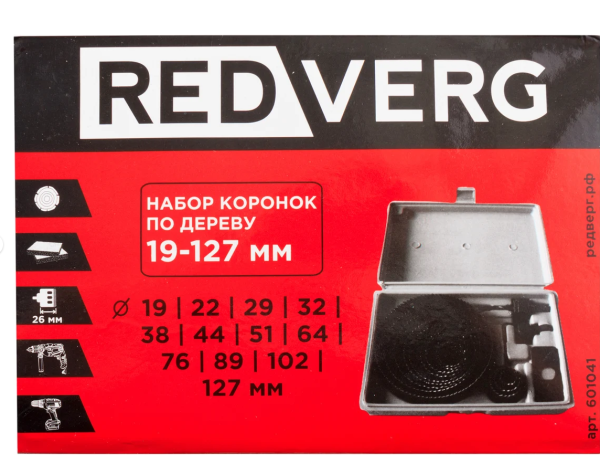 REDVERG
НАБОР КОРОНОК
ПО ДЕРЕВУ
19-127 мм
⌀ 19 | 22 | 29 | 32 |
38 | 44 | 51 | 64 |
76 | 89 | 102 |
127 мм
26 мм
редверг.рф
арт. 601041